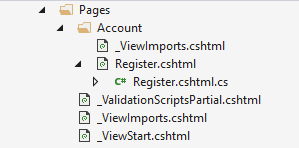 Pages
Account
_ViewImports.cshtml
Register.cshtml
C# Register.cshtml.cs
_ValidationScriptsPartial.cshtml
_ViewImports.cshtml
_ViewStart.cshtml